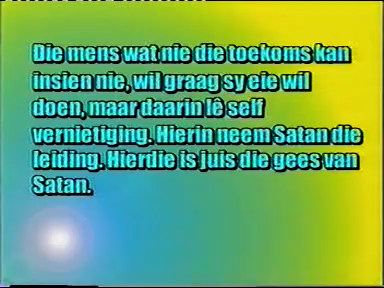 Die mens wat nie die toekoms kan
insien nie, wil graag sy eie wil
doen, maar daarin lê self
vernietiging. Hierin neem Satan die
leiding. Hierdie is juis die gees van
Satan.